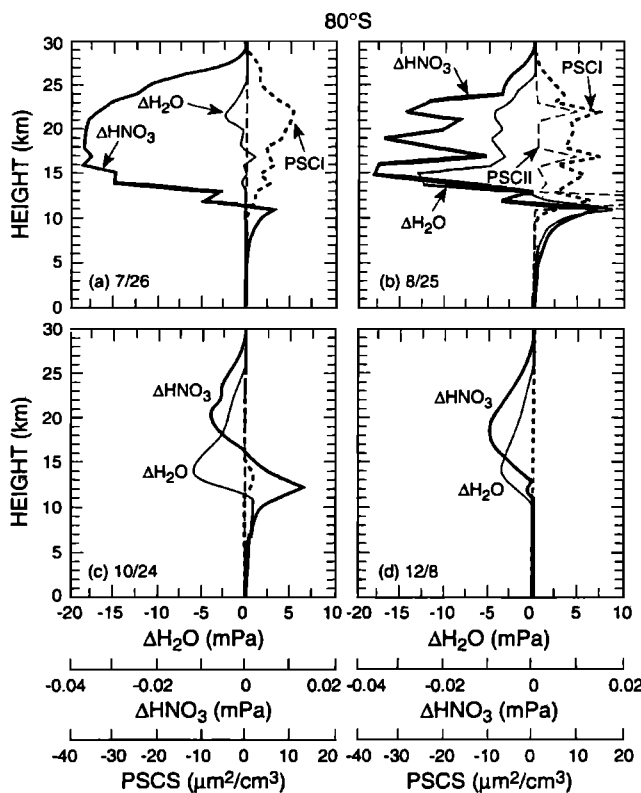 80°S
HEIGHT (km)
30
25
20
15
10
5
0
ΔH₂O
ΔHNO₃
PSCI
(a) 7/26
ΔHNO₃
PSCI
PSCII
ΔH₂O
(b) 8/25
HEIGHT (km)
30
25
20
15
10
5
0
ΔHNO₃
ΔH₂O
(c) 10/24
ΔHNO₃
ΔH₂O
(d) 12/8
-20 -15 -10 -5 0 5 10 -20 -15 -10 -5 0 5 10
ΔH₂O (mPa) ΔH₂O (mPa)
-0.04 0 0.02 -0.04 0 0.02
ΔHNO₃ (mPa) ΔHNO₃ (mPa)
-40 -30 -20 -10 0 10 20 -40 -30 -20 -10 0 10 20
PSCS (μm²/cm³) PSCS (μm²/cm³)